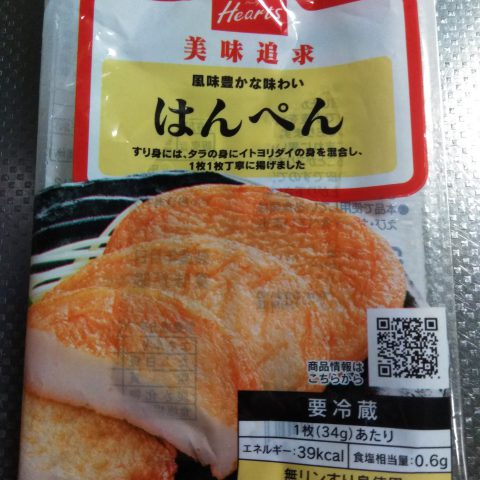 Hearts
美味追求
風味豊かな味わい
はんぺん
すり身には、タラの身にイトヨリダイの身を混合し、
1枚1枚丁寧に揚げました
商品情報は
こちらから
要冷蔵
1枚(34g)あたり
エネルギー:39kcal 食塩相当量:0.6g
無リンすり身使用